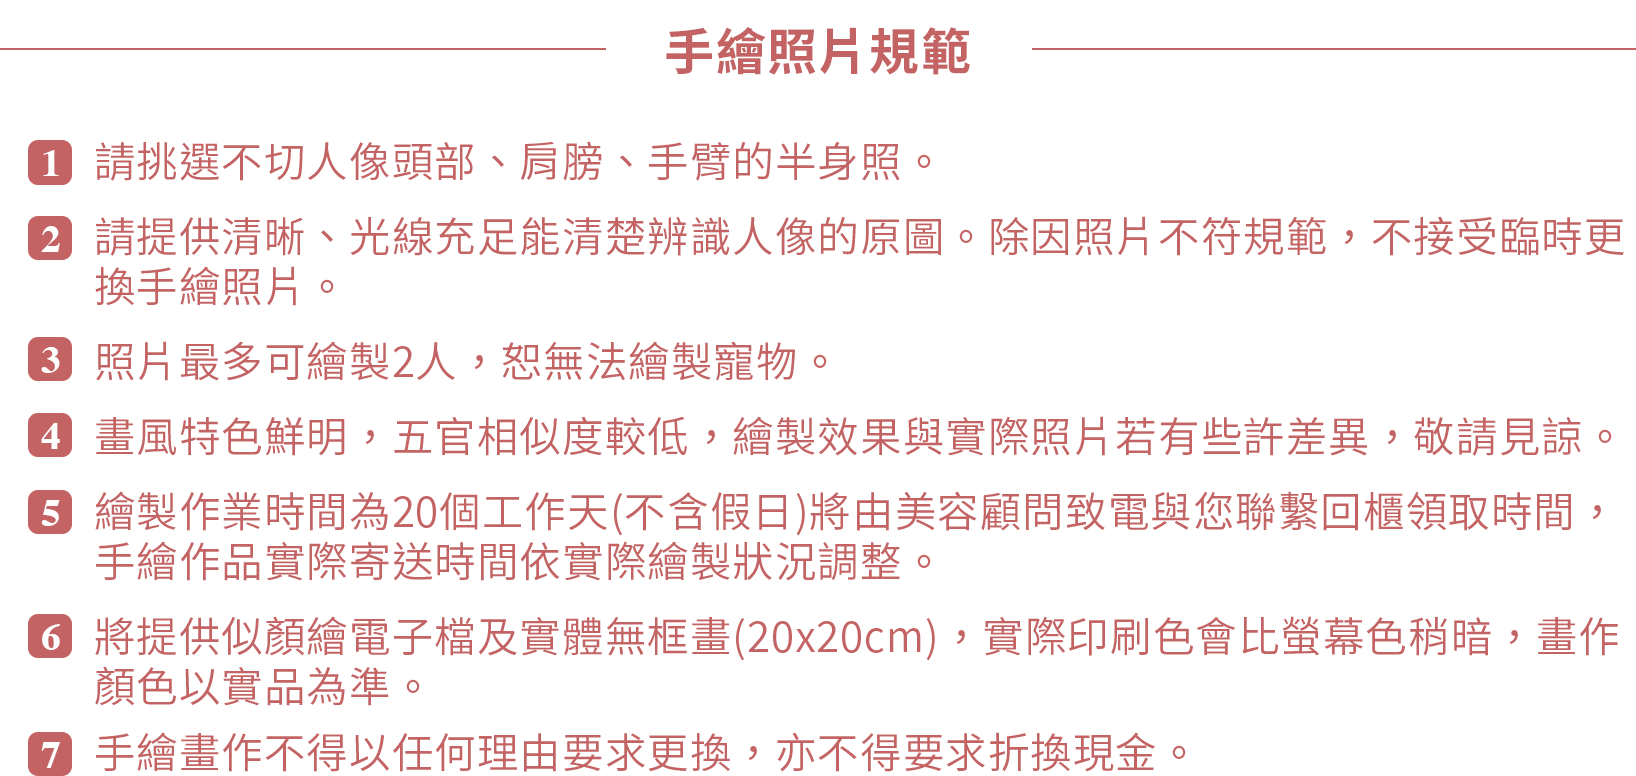 手繪照片規範
1 請挑選不切人像頭部、肩膀、手臂的半身照。
2 請提供清晰、光線充足能清楚辨識人像的原圖。除因照片不符規範，不接受臨時更
換手繪照片。
3 照片最多可繪製2人，恕無法繪製寵物。
4 畫風特色鮮明，五官相似度較低，繪製效果與實際照片若有些許差異，敬請見諒。
5 繪製作業時間為20個工作天(不含假日)將由美容顧問致電與您聯繫回櫃領取時間，
手繪作品實際寄送時間依實際繪製狀況調整。
6 將提供似顏繪電子檔及實體無框畫(20x20cm)，實際印刷色會比螢幕色稍暗，畫作
顏色以實品為準。
7 手繪畫作不得以任何理由要求更換，亦不得要求折換現金。